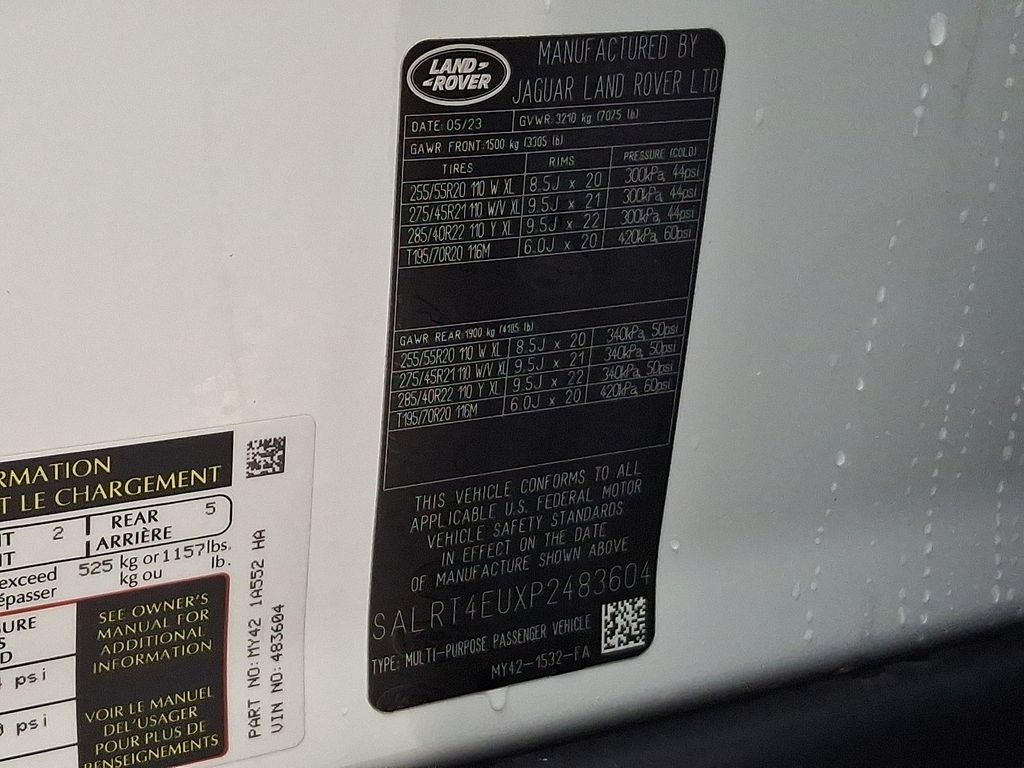 LAND-
-ROVER
MANUFACTURED BY
JAGUAR LAND ROVER LTD
DATE: 05/23 GVWR: 3210 kg (7075 lb)
GAWR FRONT: 1500 kg (3305 lb)
TIRES RIMS PRESSURE (COLD)
255/55R20 110 W XL 8.5J x 20 300kPa, 44psi
275/45R21 110 W/V XL 9.5J x 21 300kPa, 44psi
285/40R22 110 Y XL 9.5J x 22 300kPa, 44psi
T195/70R20 116M 6.0J x 20 420kPa, 60psi
GAWR REAR: 1900 kg (4185 lb)
255/55R20 110 W XL 8.5J x 20 340kPa, 50psi
275/45R21 110 W/V XL 9.5J x 21 340kPa, 50psi
285/40R22 110 Y XL 9.5J x 22 340kPa, 50psi
T195/70R20 116M 6.0J x 20 420kPa, 60psi
THIS VEHICLE CONFORMS TO ALL
APPLICABLE U.S. FEDERAL MOTOR
VEHICLE SAFETY STANDARDS
IN EFFECT ON THE DATE
OF MANUFACTURE SHOWN ABOVE
SALRT4EUXP2483604
TYPE: MULTI-PURPOSE PASSENGER VEHICLE
MY42-1532-FA
RMATION
T LE CHARGEMENT
NT 2 REAR 5
NT ARRIÈRE
exceed 525 kg or 1157 lbs.
épasser kg ou lb.
SURE
S
D
psi
psi
SEE OWNER'S
MANUAL FOR
ADDITIONAL
INFORMATION
VOIR LE MANUEL
DEL'USAGER
POUR PLUS DE
RENSEIGNEMENTS
PART NO: MY42 1A552 HA
VIN NO: 483604